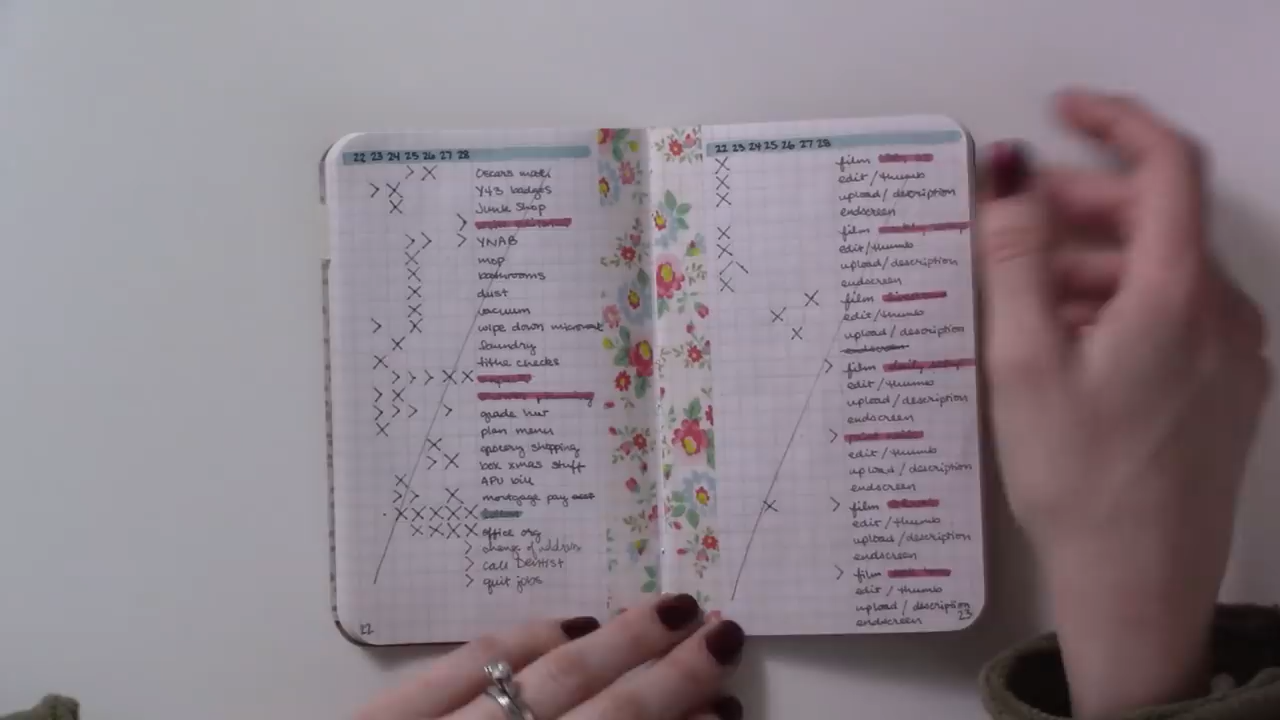 22 23 24 25 26 27 28
Oscars meds
Y43 badges
Junk Shop
YNAB
mop
bathrooms
dust
vacuum
wipe down microwave
laundry
tithe checks
grade hw
plan menu
grocery shopping
box xmas stuff
APU bill
mortgage pay
office org
change of address
call Dentist
quit jobs
22
22 23 24 25 26 27 28
film
edit / thumb
upload / description
endscreen
film
edit / thumb
upload / description
endscreen
film
edit / thumb
upload / description
endscreen
film daily setup
edit / thumb
upload / description
endscreen
edit / thumb
upload / description
endscreen
film
edit / thumb
upload / description
endscreen
film
edit / thumb
upload / description
endscreen
23